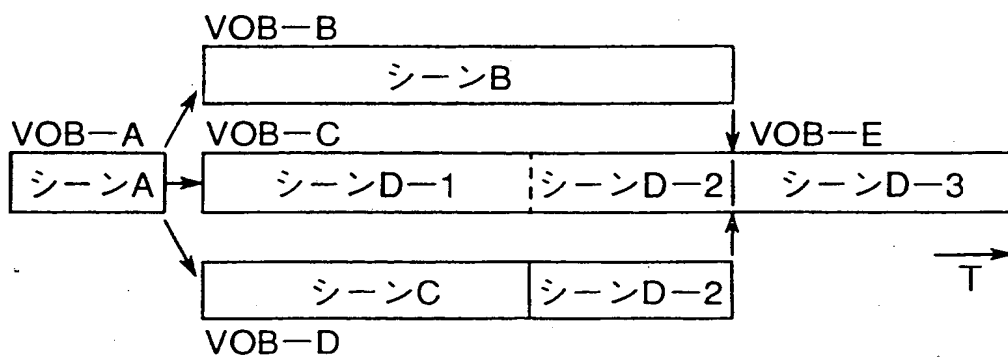 VOB—B
シーンB
VOB—A
VOB—C
VOB—E
シーンA
シーンD—1
シーンD—2
シーンD—3
T
シーンC
シーンD—2
VOB—D